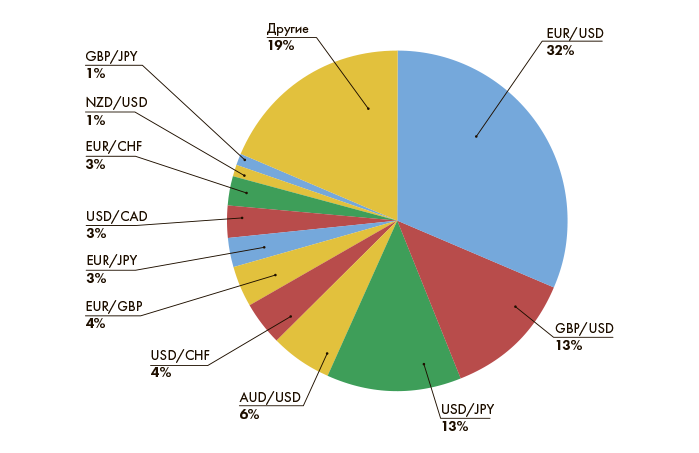 Другие
19%
EUR/USD
32%
GBP/JPY
1%
NZD/USD
1%
EUR/CHF
3%
USD/CAD
3%
EUR/JPY
3%
EUR/GBP
4%
USD/CHF
4%
AUD/USD
6%
USD/JPY
13%
GBP/USD
13%